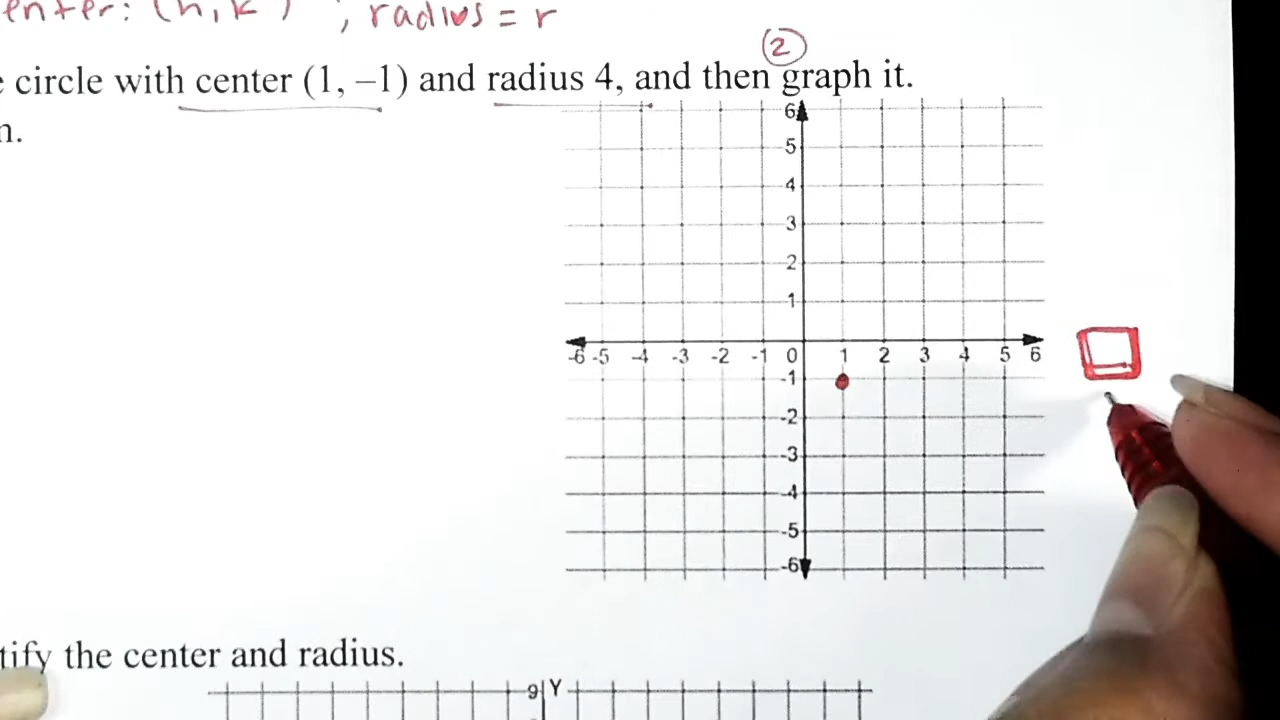 enter: (h, k) ; radius = r
②
circle with center (1, –1) and radius 4, and then graph it.
n.
6
5
4
3
2
1
-6 -5 -4 -3 -2 -1 0 1 2 3 4 5 6
-1
-2
-3
-4
-5
-6
tify the center and radius.
9 Y